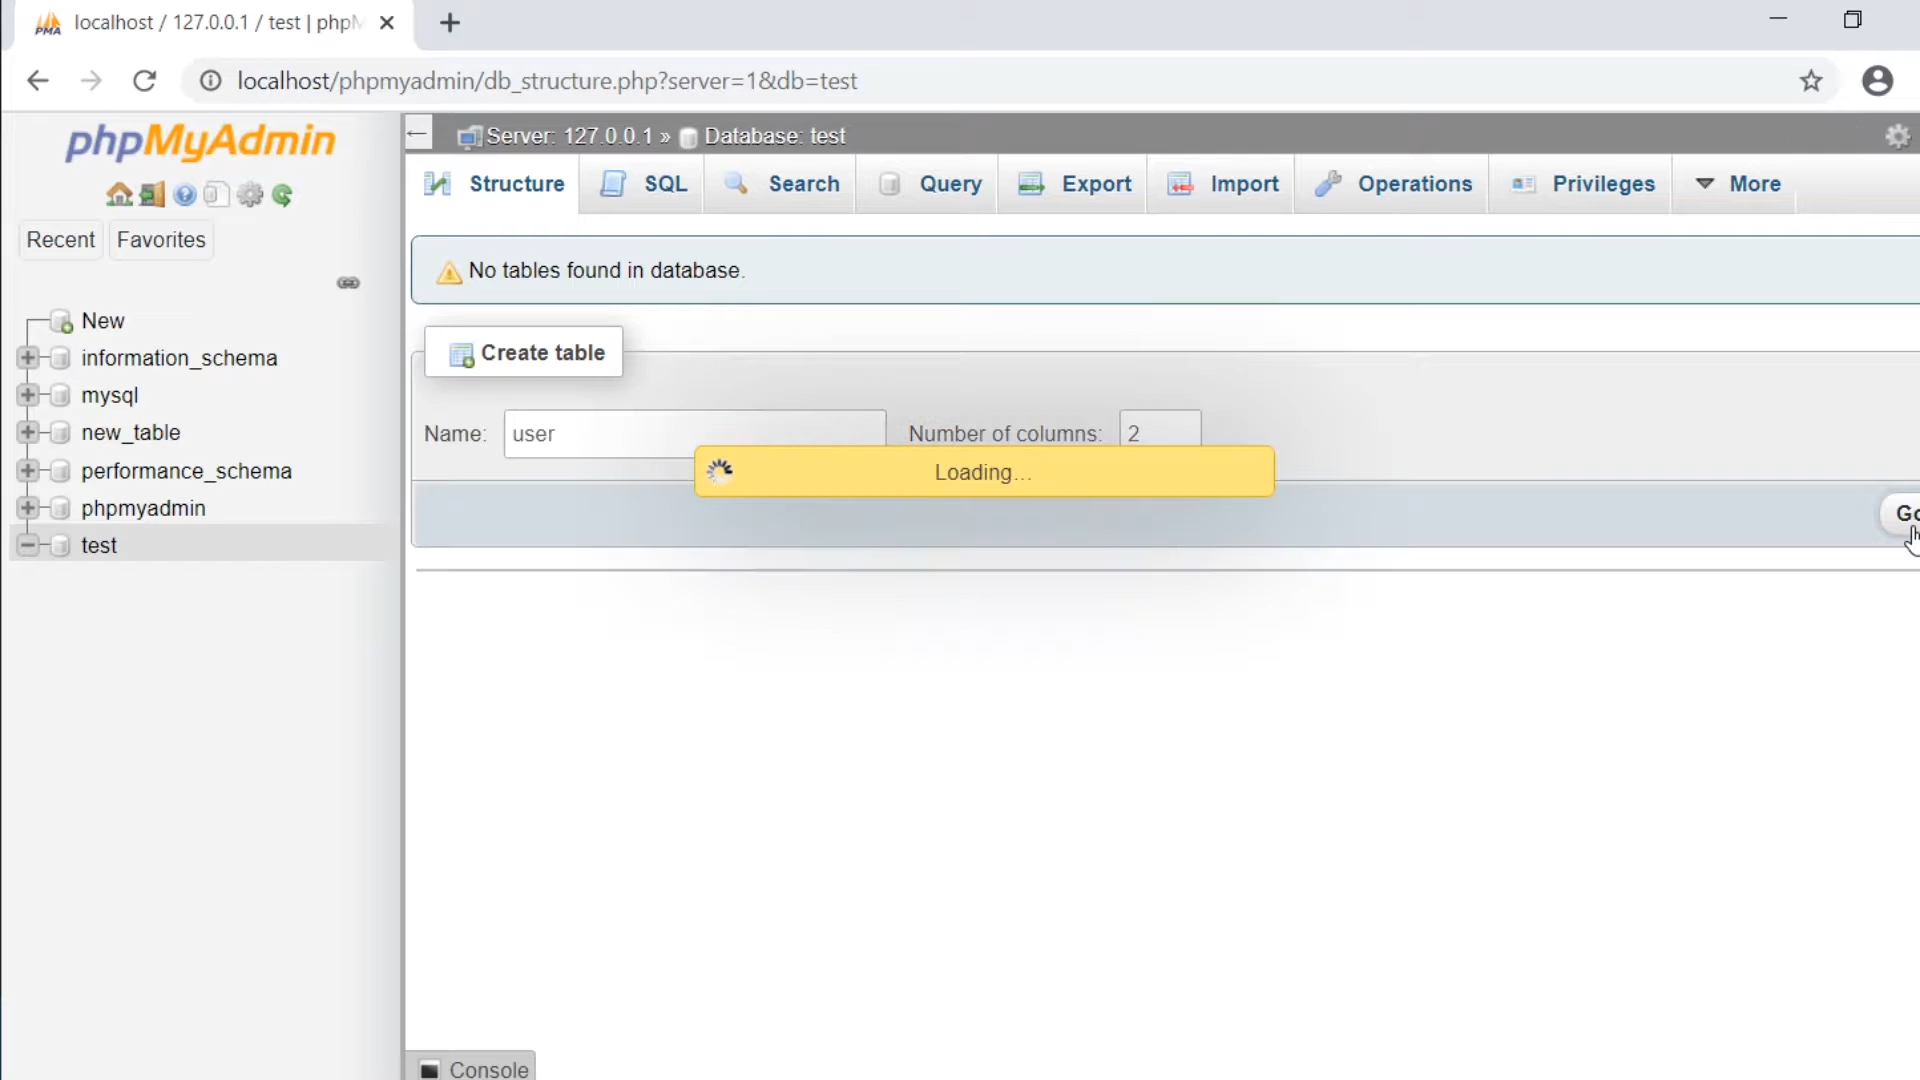 localhost / 127.0.0.1 / test | phpM
localhost/phpmyadmin/db_structure.php?server=1&db=test
phpMyAdmin
PMA
Recent
Favorites
New
information_schema
mysql
new_table
performance_schema
phpmyadmin
test
Server: 127.0.0.1 » Database: test
Structure
SQL
Search
Query
Export
Import
Operations
Privileges
More
No tables found in database.
Create table
Name: user
Number of columns: 2
Loading...
Go
Console